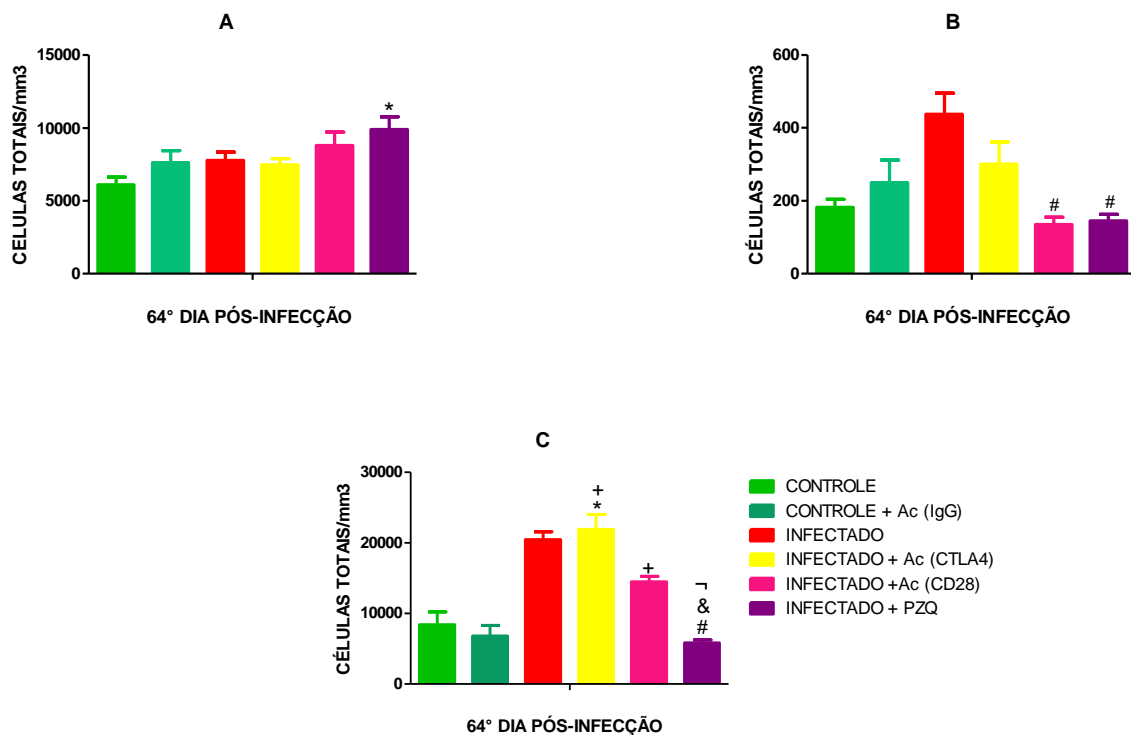 A
CELULAS TOTAIS/mm3
15000
10000
5000
0
*
64° DIA PÓS-INFECÇÃO
B
CÉLULAS TOTAIS/mm3
600
400
200
0
# #
64° DIA PÓS-INFECÇÃO
C
CÉLULAS TOTAIS/mm3
30000
20000
10000
0
+
*
+
¬
&
#
64° DIA PÓS-INFECÇÃO
CONTROLE
CONTROLE + Ac (IgG)
INFECTADO
INFECTADO + Ac (CTLA4)
INFECTADO +Ac (CD28)
INFECTADO + PZQ